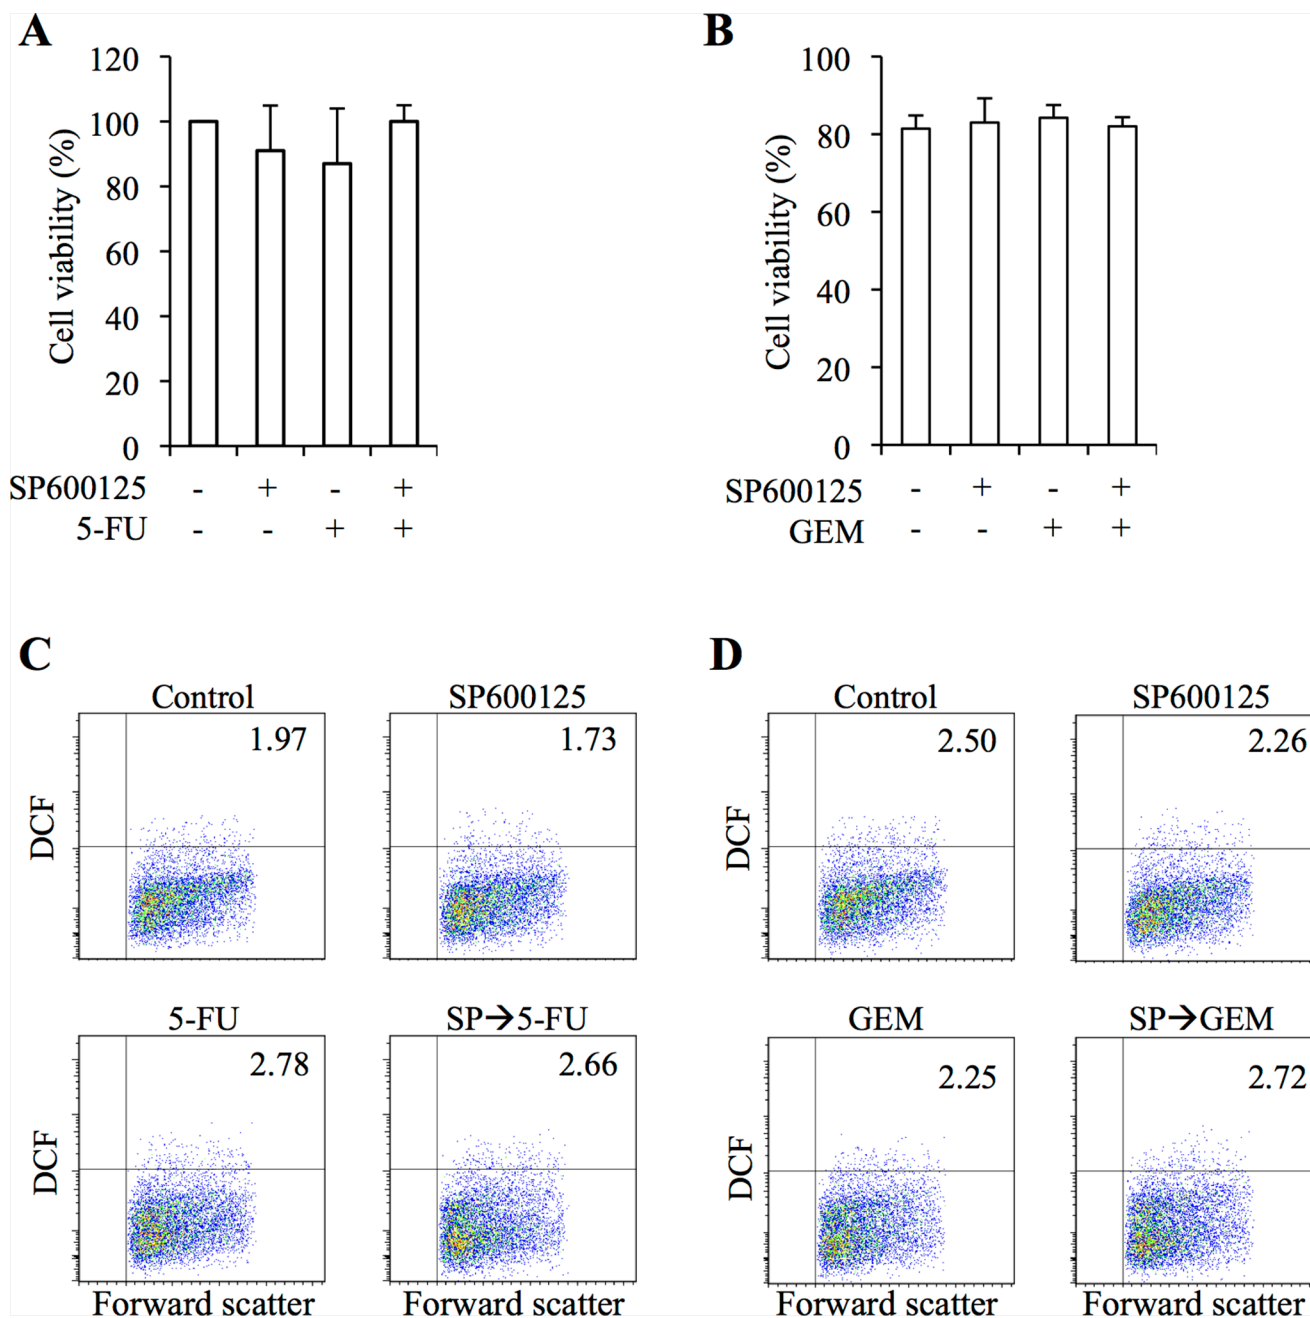 A
120
100
80
60
40
20
0
Cell viability (%)
SP600125 - + - +
5-FU - - + +
B
100
80
60
40
20
0
Cell viability (%)
SP600125 - + - +
GEM - - + +
C
Control
1.97
DCF
SP600125
1.73
5-FU
2.78
DCF
Forward scatter
SP→5-FU
2.66
Forward scatter
D
Control
2.50
DCF
SP600125
2.26
GEM
2.25
DCF
Forward scatter
SP→GEM
2.72
Forward scatter